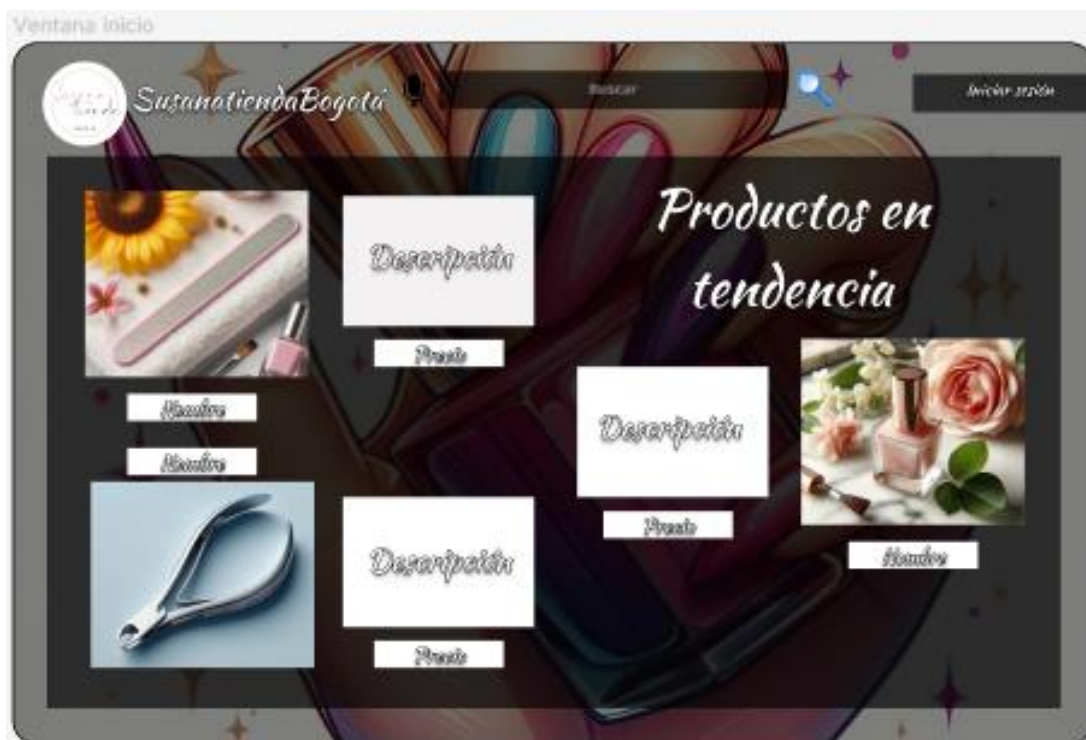 Ventana inicio
SusanatiendaBogotá
Buscar
Iniciar sesión
Productos en
tendencia
Descripción
Precio
Nombre
Nombre
Descripción
Precio
Descripción
Precio
Nombre